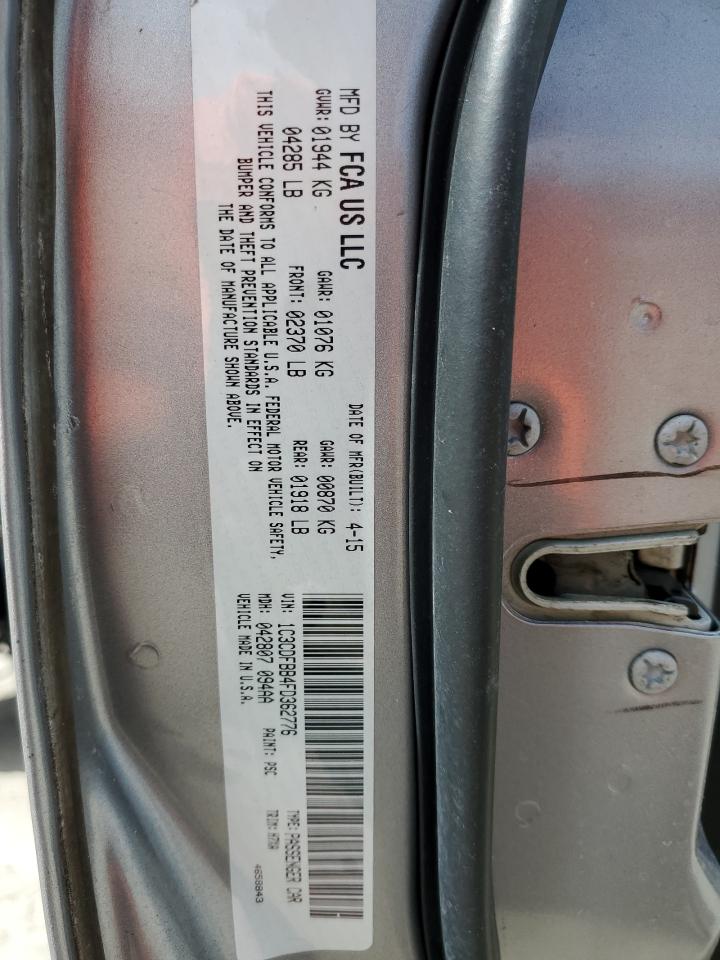 MFD BY FCA US LLC
DATE OF MFR(BUILT): 4-15
GVWR: 01944 KG
GAWR: 01076 KG
GAWR: 00870 KG
04285 LB
FRONT: 02370 LB
REAR: 01918 LB
THIS VEHICLE CONFORMS TO ALL APPLICABLE U.S.A. FEDERAL MOTOR VEHICLE SAFETY,
BUMPER AND THEFT PREVENTION STANDARDS IN EFFECT ON
THE DATE OF MANUFACTURE SHOWN ABOVE.
VIN: 1C3CDFBB4FD362776
TYPE: PASSENGER CAR
MDH: 042807 094AA
PAINT: PSC
TRIM: A7XA
VEHICLE MADE IN U.S.A.
4658843